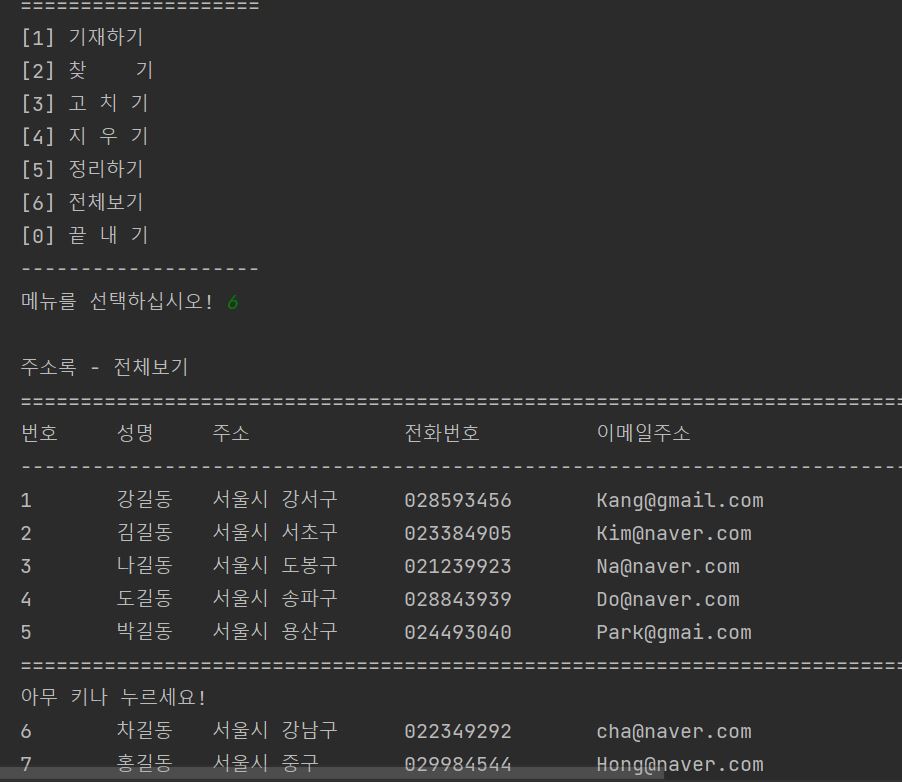 ====================
[1] 기재하기
[2] 찾    기
[3] 고 치 기
[4] 지 우 기
[5] 정리하기
[6] 전체보기
[0] 끝 내 기
--------------------
메뉴를 선택하십시오! 6
주소록 - 전체보기
==========================================================================
번호 성명 주소 전화번호 이메일주소
--------------------------------------------------------------------------
1 강길동 서울시 강서구 028593456 Kang@gmail.com
2 김길동 서울시 서초구 023384905 Kim@naver.com
3 나길동 서울시 도봉구 021239923 Na@naver.com
4 도길동 서울시 송파구 028843939 Do@naver.com
5 박길동 서울시 용산구 024493040 Park@gmai.com
==========================================================================
아무 키나 누르세요!
6 차길동 서울시 강남구 022349292 cha@naver.com
7 홍길동 서울시 중구 029984544 Hong@naver.com